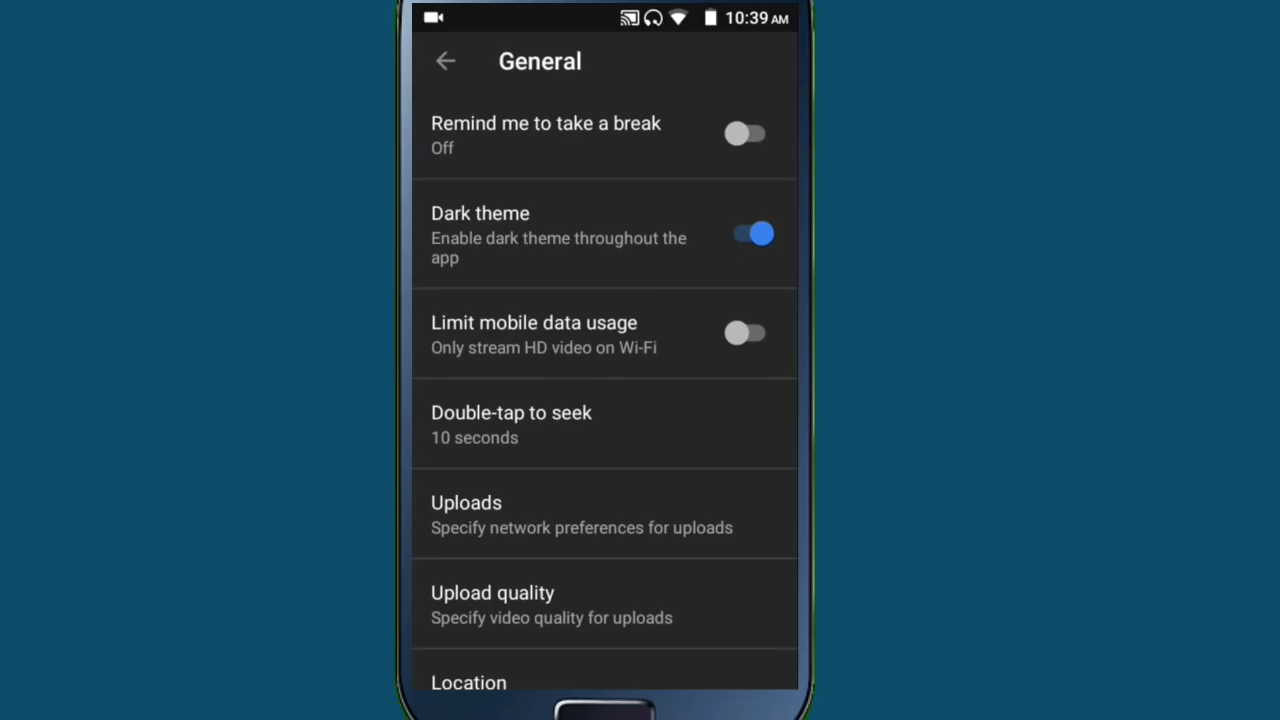 10:39 AM
General
Remind me to take a break
Off
Dark theme
Enable dark theme throughout the
app
Limit mobile data usage
Only stream HD video on Wi-Fi
Double-tap to seek
10 seconds
Uploads
Specify network preferences for uploads
Upload quality
Specify video quality for uploads
Location